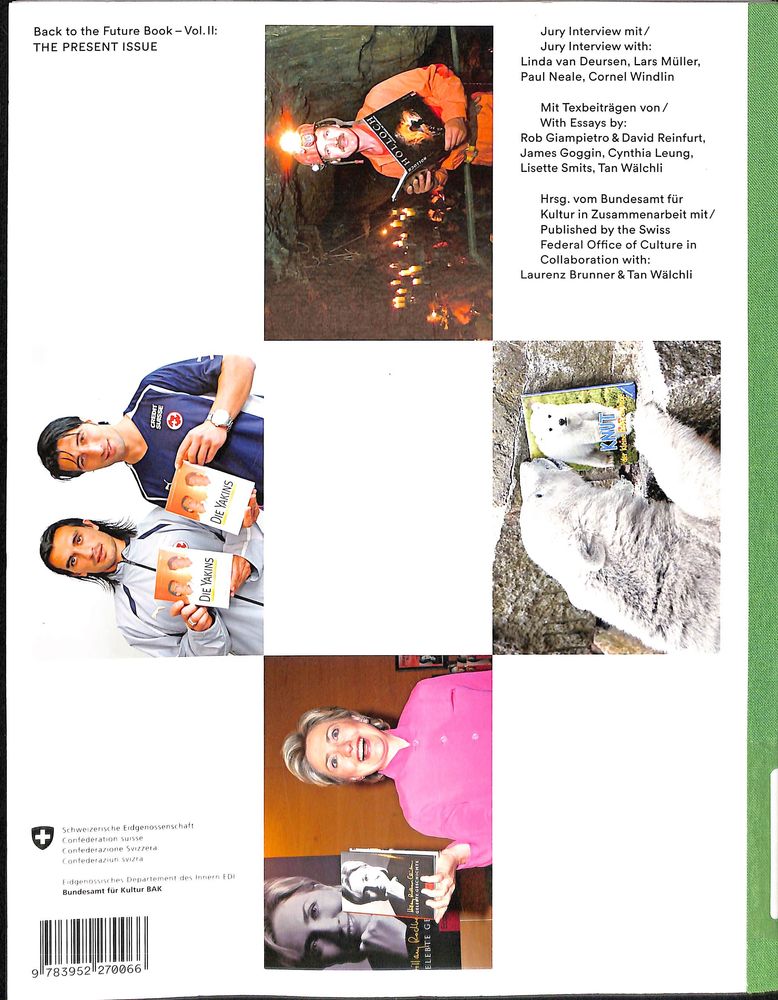 Back to the Future Book – Vol. II:
THE PRESENT ISSUE
Jury Interview mit /
Jury Interview with:
Linda van Deursen, Lars Müller,
Paul Neale, Cornel Windlin
Mit Texbeiträgen von /
With Essays by:
Rob Giampietro & David Reinfurt,
James Goggin, Cynthia Leung,
Lisette Smits, Tan Wälchli
Hrsg. vom Bundesamt für
Kultur in Zusammenarbeit mit /
Published by the Swiss
Federal Office of Culture in
Collaboration with:
Laurenz Brunner & Tan Wälchli
HOLLOCH
HOLLOCH
CREDIT
SUISSE
DIE YAKINS
DIE YAKINS
KNUT
GELEBTE GESCHICHTE
Schweizerische Eidgenossenschaft
Confédération suisse
Confederazione Svizzera
Confederaziun svizra
Eidgenössisches Departement des Innern EDI
Bundesamt für Kultur BAK
9 783952 270066